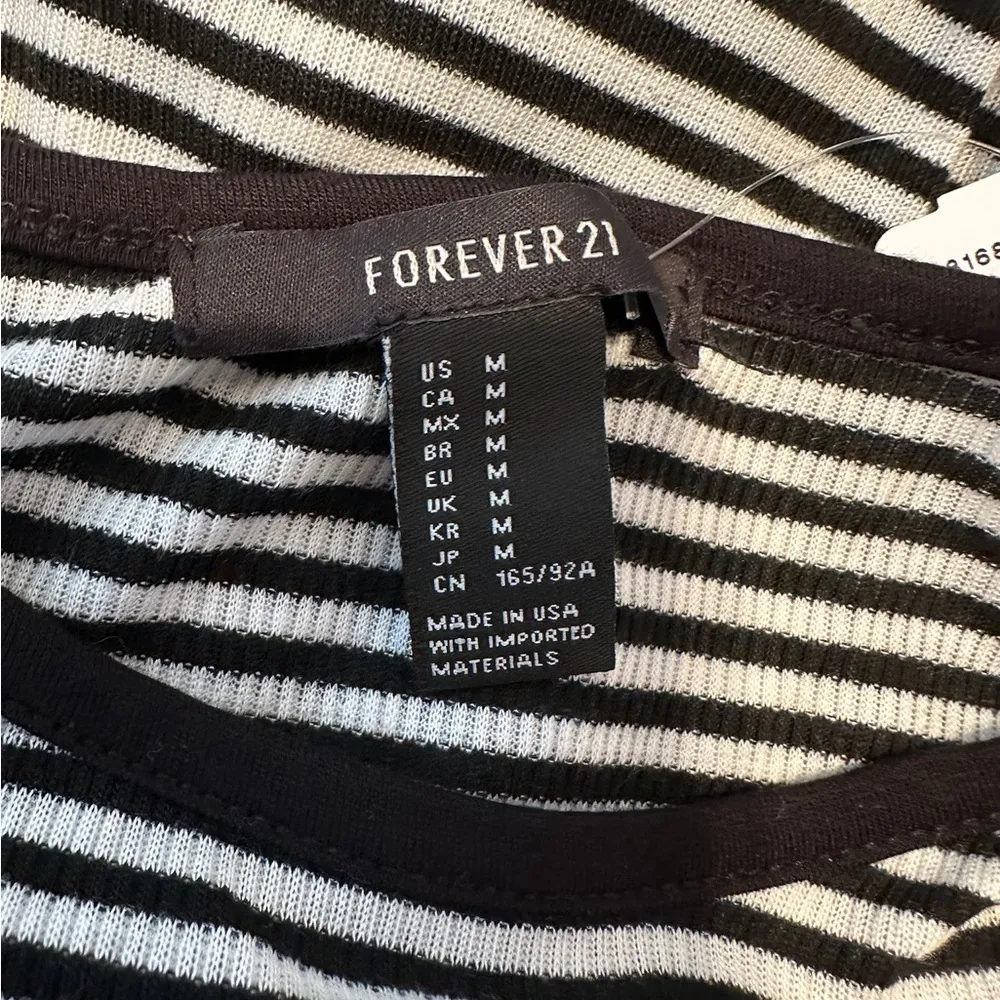 FOREVER 21
US M
CA M
MX M
BR M
EU M
UK M
KR M
JP M
CN 165/92A
MADE IN USA
WITH IMPORTED
MATERIALS